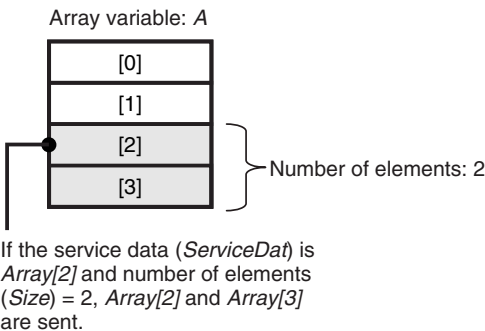 Array variable: A
[0]
[1]
[2]
[3]
Number of elements: 2
If the service data (ServiceDat) is
Array[2] and number of elements
(Size) = 2, Array[2] and Array[3]
are sent.